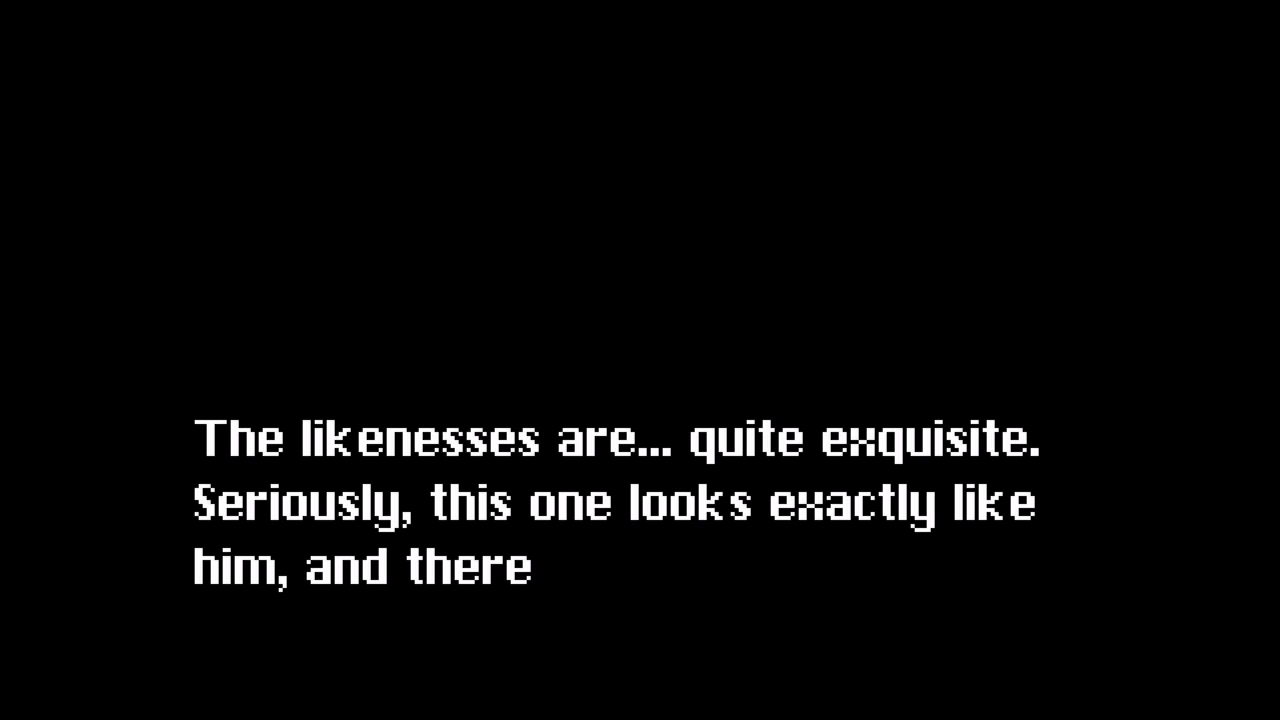 The likenesses are... quite exquisite.
Seriously, this one looks exactly like
him, and there